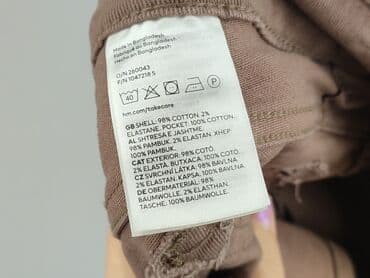 Made in Bangladesh
Fabriqué au Bangladesh
Hecho en Bangladesh
O/N 260043
P/N 1047218 S
40
P
hm.com/takecare
GB SHELL: 98% COTTON, 2%
ELASTANE. POCKET: 100% COTTON.
AL SHTRESA E JASHTME:
98% PAMBUK, 2% ELASTAN. XHEP
100% PAMBUK.
CAT EXTERIOR: 98% COTÓ,
2% ELASTÀ. BUTXACA, 100% COTÓ.
CZ SVRCHNÍ LÁTKA: 98% BAVLNA,
2% ELASTAN. KAPSA, 100% BAVLNA.
DE OBERMATERIAL: 98%
BAUMWOLLE, 2% ELASTHAN
TASCHE: 100% BAUMWOLLE